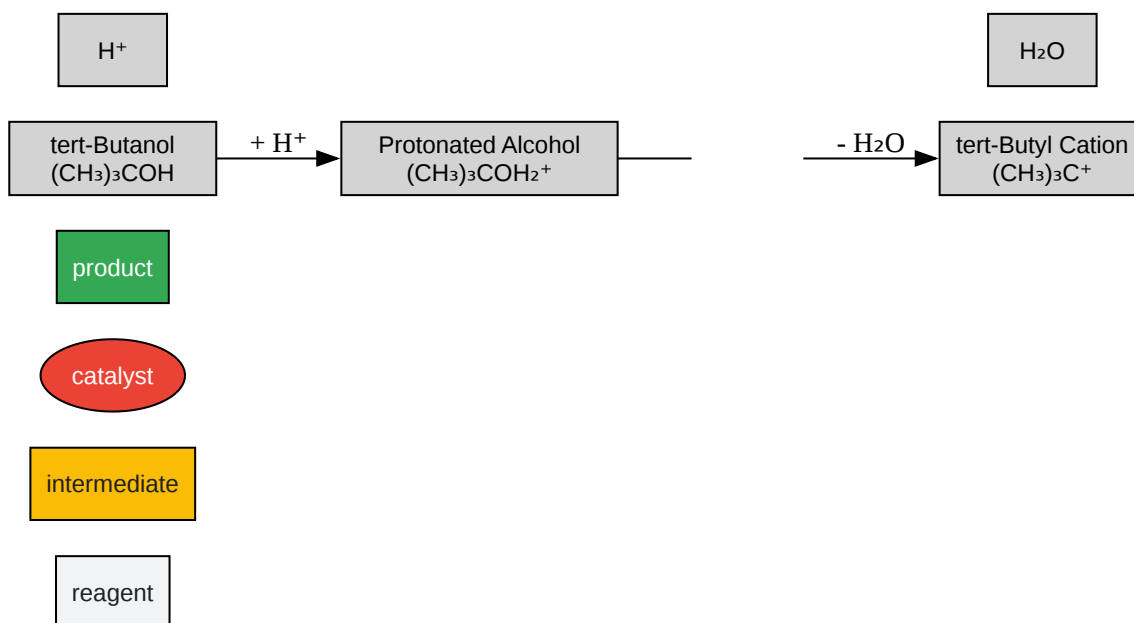 H⁺
H₂O
tert-Butanol
(CH₃)₃COH
+ H⁺
Protonated Alcohol
(CH₃)₃COH₂⁺
- H₂O
tert-Butyl Cation
(CH₃)₃C⁺
product
catalyst
intermediate
reagent